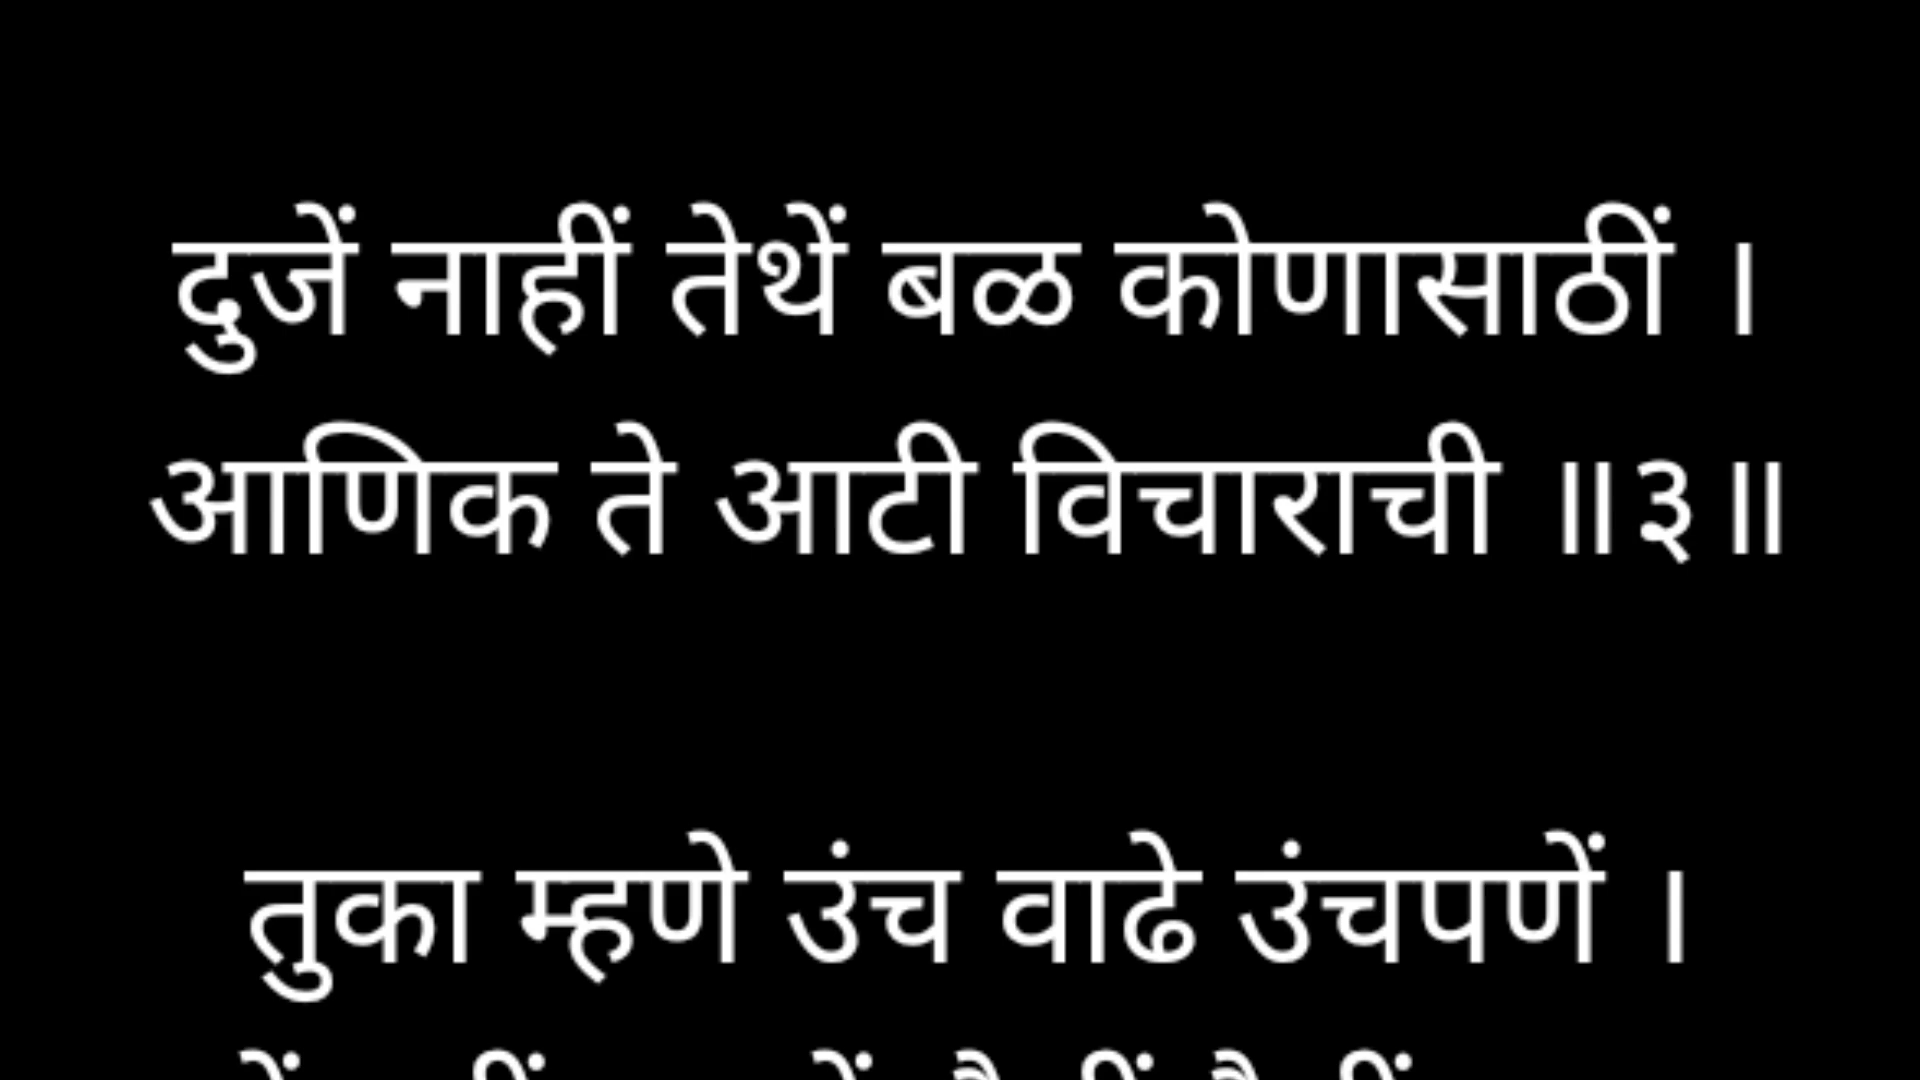 दुजें नाहीं तेथें बळ कोणासाठीं ।
आणिक ते आटी विचाराची ॥३॥
तुका म्हणे उंच वाढे उंचपणें ।